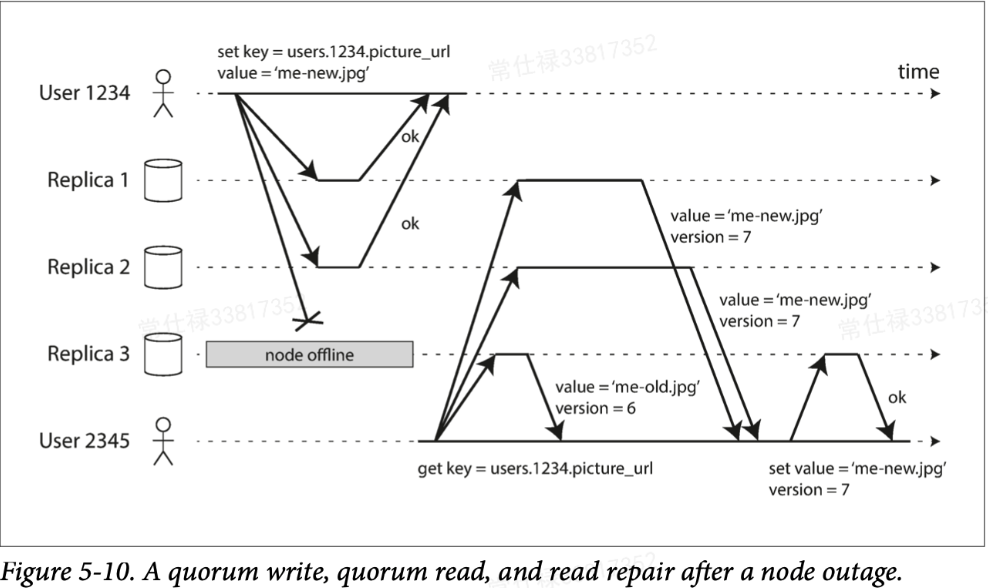 set key = users.1234.picture_url
value = ‘me-new.jpg’
常仕禄33817352
time
User 1234
ok
Replica 1
ok
value = ‘me-new.jpg’
version = 7
Replica 2
常仕禄33817352
value = ‘me-new.jpg’
version = 7
常仕禄33817352
Replica 3
node offline
value = ‘me-old.jpg’
version = 6
ok
User 2345
get key = users.1234.picture_url
set value = ‘me-new.jpg’
version = 7
Figure 5-10. A quorum write, quorum read, and read repair after a node outage.